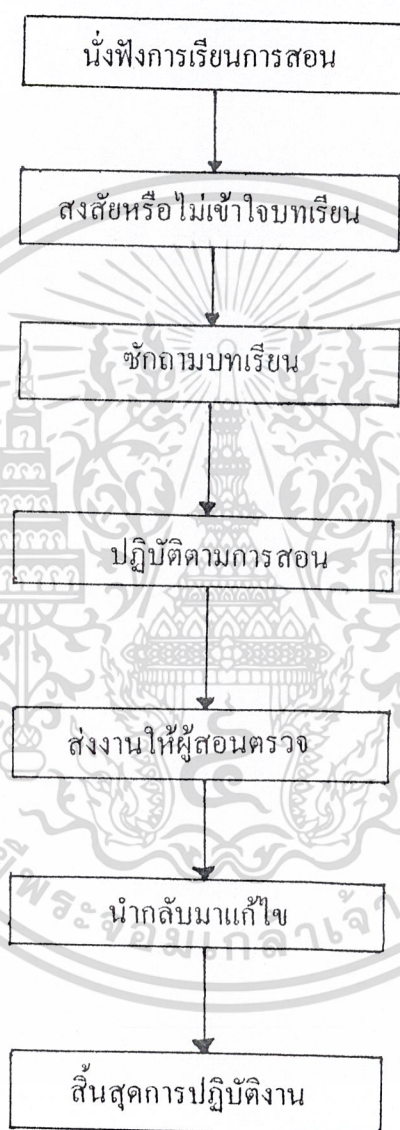 นั่งฟังการเรียนการสอน
สงสัยหรือไม่เข้าใจบทเรียน
ซักถามบทเรียน
ปฏิบัติตามการสอน
ส่งงานให้ผู้สอนตรวจ
นำกลับมาแก้ไข
สิ้นสุดการปฏิบัติงาน